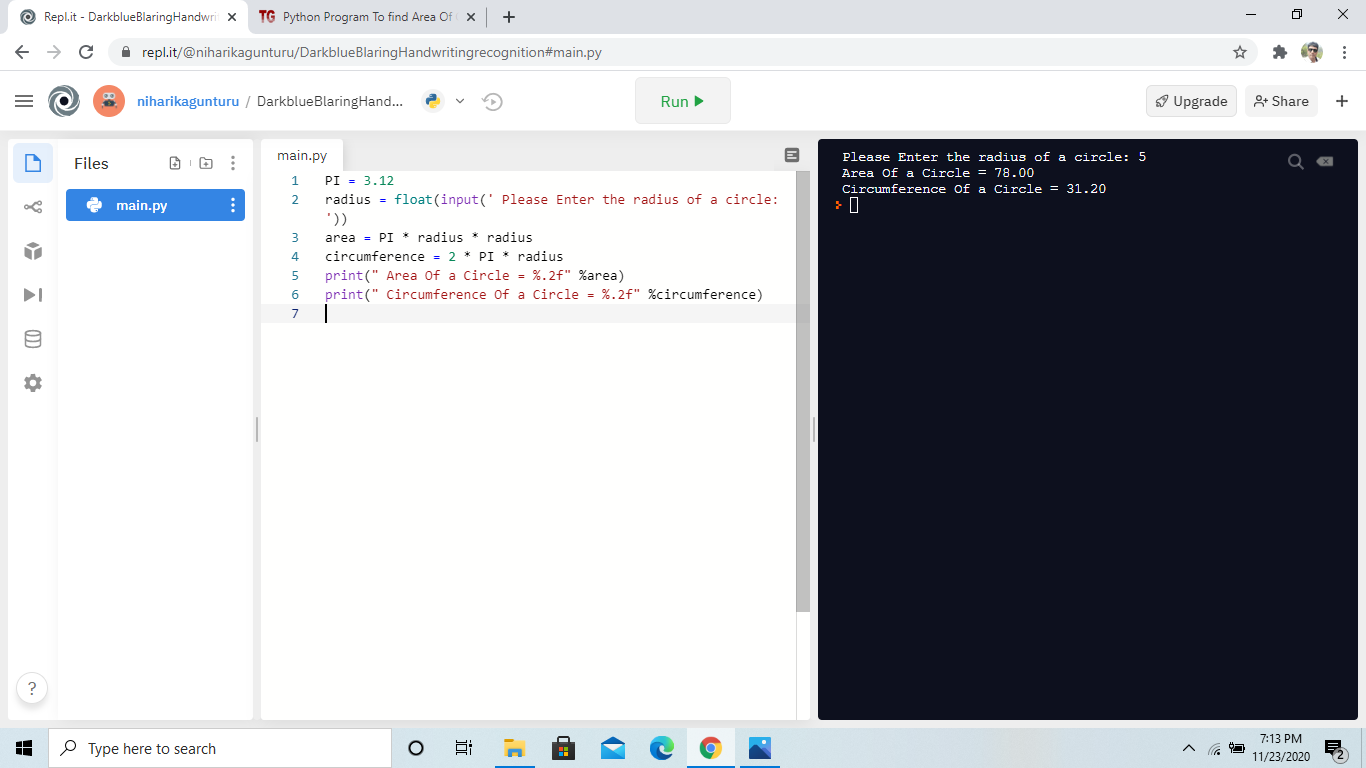 Repl.it - DarkblueBlaringHandwri
Python Program To find Area Of
repl.it/@niharikagunturu/DarkblueBlaringHandwritingrecognition#main.py
niharikagunturu / DarkblueBlaringHand...
Run
Upgrade
Share
Files
main.py
main.py
1 PI = 3.12
2 radius = float(input(' Please Enter the radius of a circle:
'))
3 area = PI * radius * radius
4 circumference = 2 * PI * radius
5 print(" Area Of a Circle = %.2f" %area)
6 print(" Circumference Of a Circle = %.2f" %circumference)
7
Please Enter the radius of a circle: 5
Area Of a Circle = 78.00
Circumference Of a Circle = 31.20
?
Type here to search
7:13 PM
11/23/2020
2